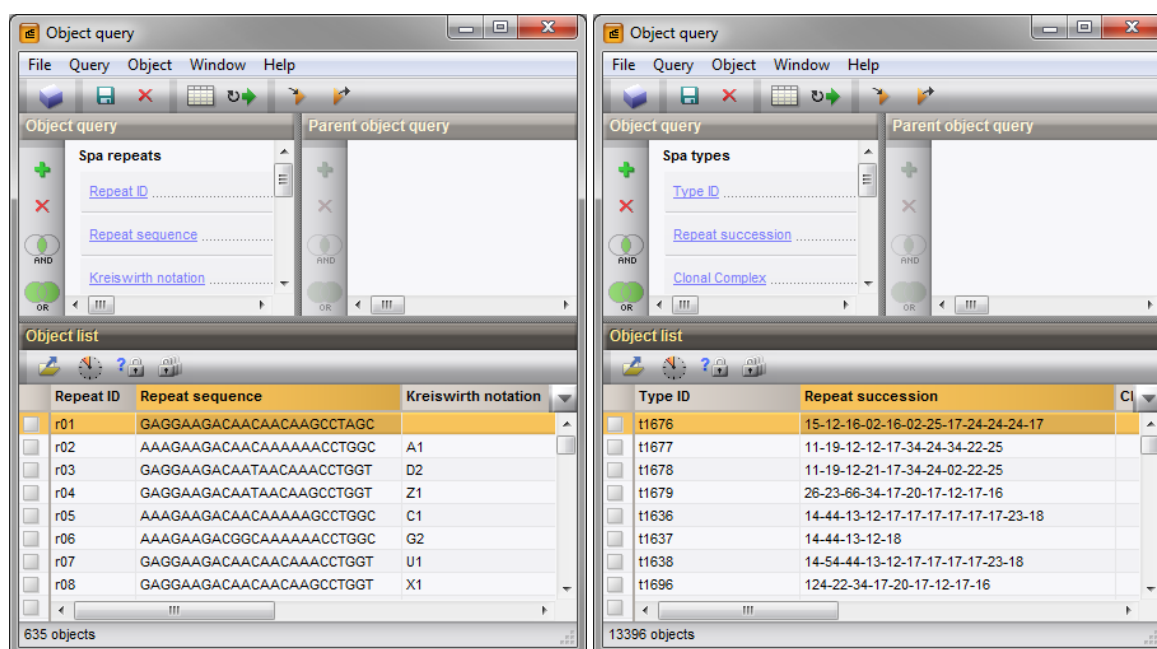 Object query
File Query Object Window Help
Object query
Parent object query
Spa repeats
Repeat ID
Repeat sequence
Kreiswirth notation
AND
OR
AND
OR
Object list
Repeat ID Repeat sequence Kreiswirth notation
r01 GAGGAAGACAACAACAAGCCTAGC
r02 AAAGAAGACAACAAAAAACCTGGC A1
r03 GAGGAAGACAATAACAAACCTGGT D2
r04 GAGGAAGACAATAACAAGCCTGGT Z1
r05 AAAGAAGACAACAAAAAGCCTGGC C1
r06 AAAGAAGACGGCAAAAAACCTGGC G2
r07 GAGGAAGACAACAACAAACCTGGT U1
r08 GAGGAAGACAACAACAAGCCTGGT X1
635 objects
Object query
File Query Object Window Help
Object query
Parent object query
Spa types
Type ID
Repeat succession
Clonal Complex
AND
OR
AND
OR
Object list
Type ID Repeat succession Cl
t1676 15-12-16-02-16-02-25-17-24-24-24-17
t1677 11-19-12-12-17-34-24-34-22-25
t1678 11-19-12-21-17-34-24-02-22-25
t1679 26-23-66-34-17-20-17-12-17-16
t1636 14-44-13-12-17-17-17-17-17-17-23-18
t1637 14-44-13-12-18
t1638 14-54-44-13-12-17-17-17-17-23-18
t1696 124-22-34-17-20-17-12-17-16
13396 objects